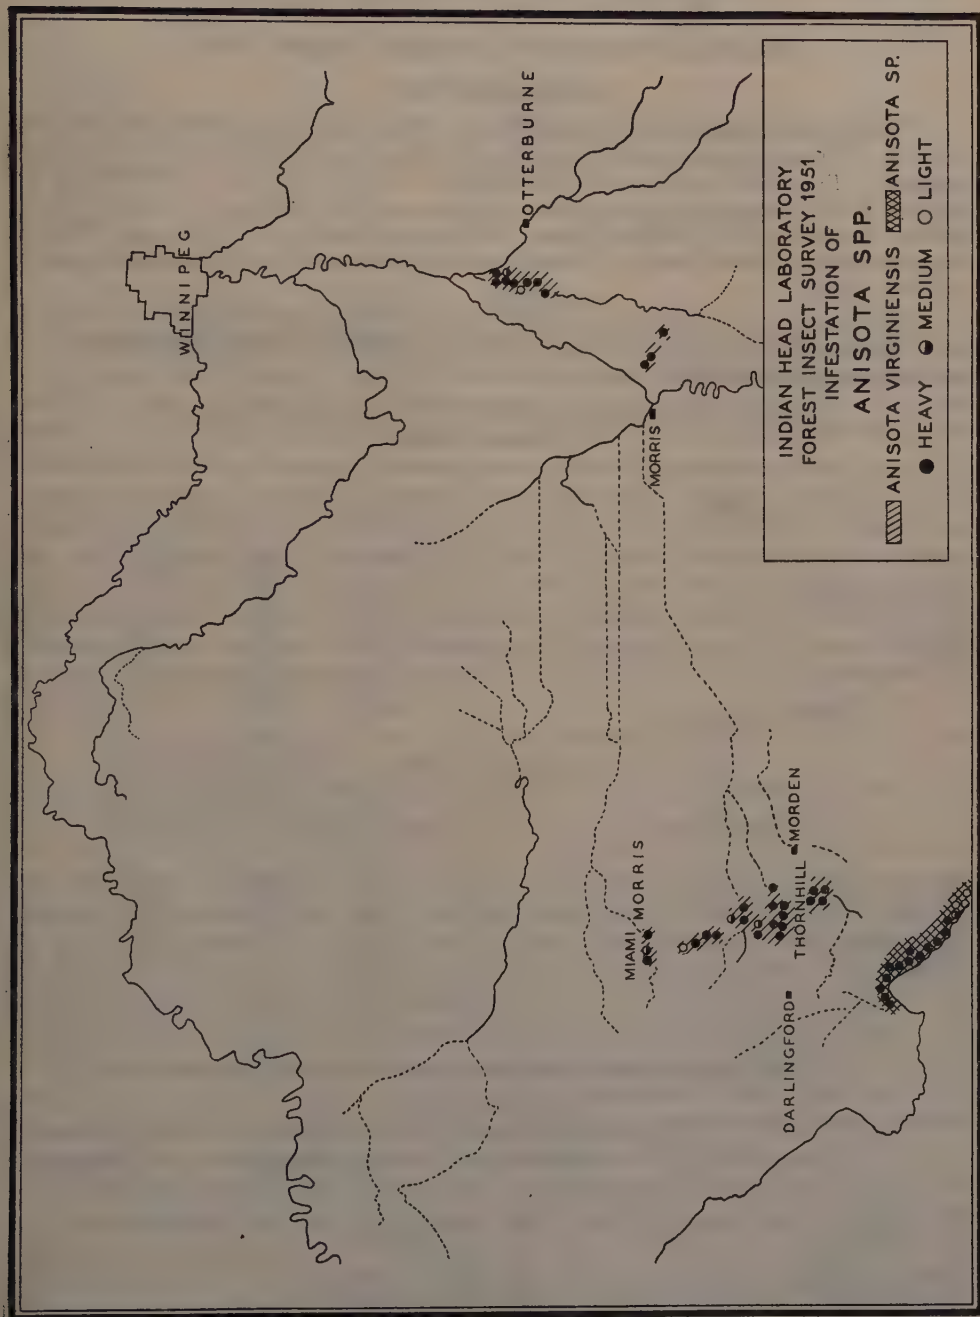 WINNIPEG
OTTERBURNE
MORRIS
MIAMI
MORRIS
THORNHILL
MORDEN
DARLINGFORD
INDIAN HEAD LABORATORY
FOREST INSECT SURVEY 1951
INFESTATION OF
ANISOTA SPP.
ANISOTA VIRGINIENSIS ANISOTA SP.
HEAVY MEDIUM LIGHT